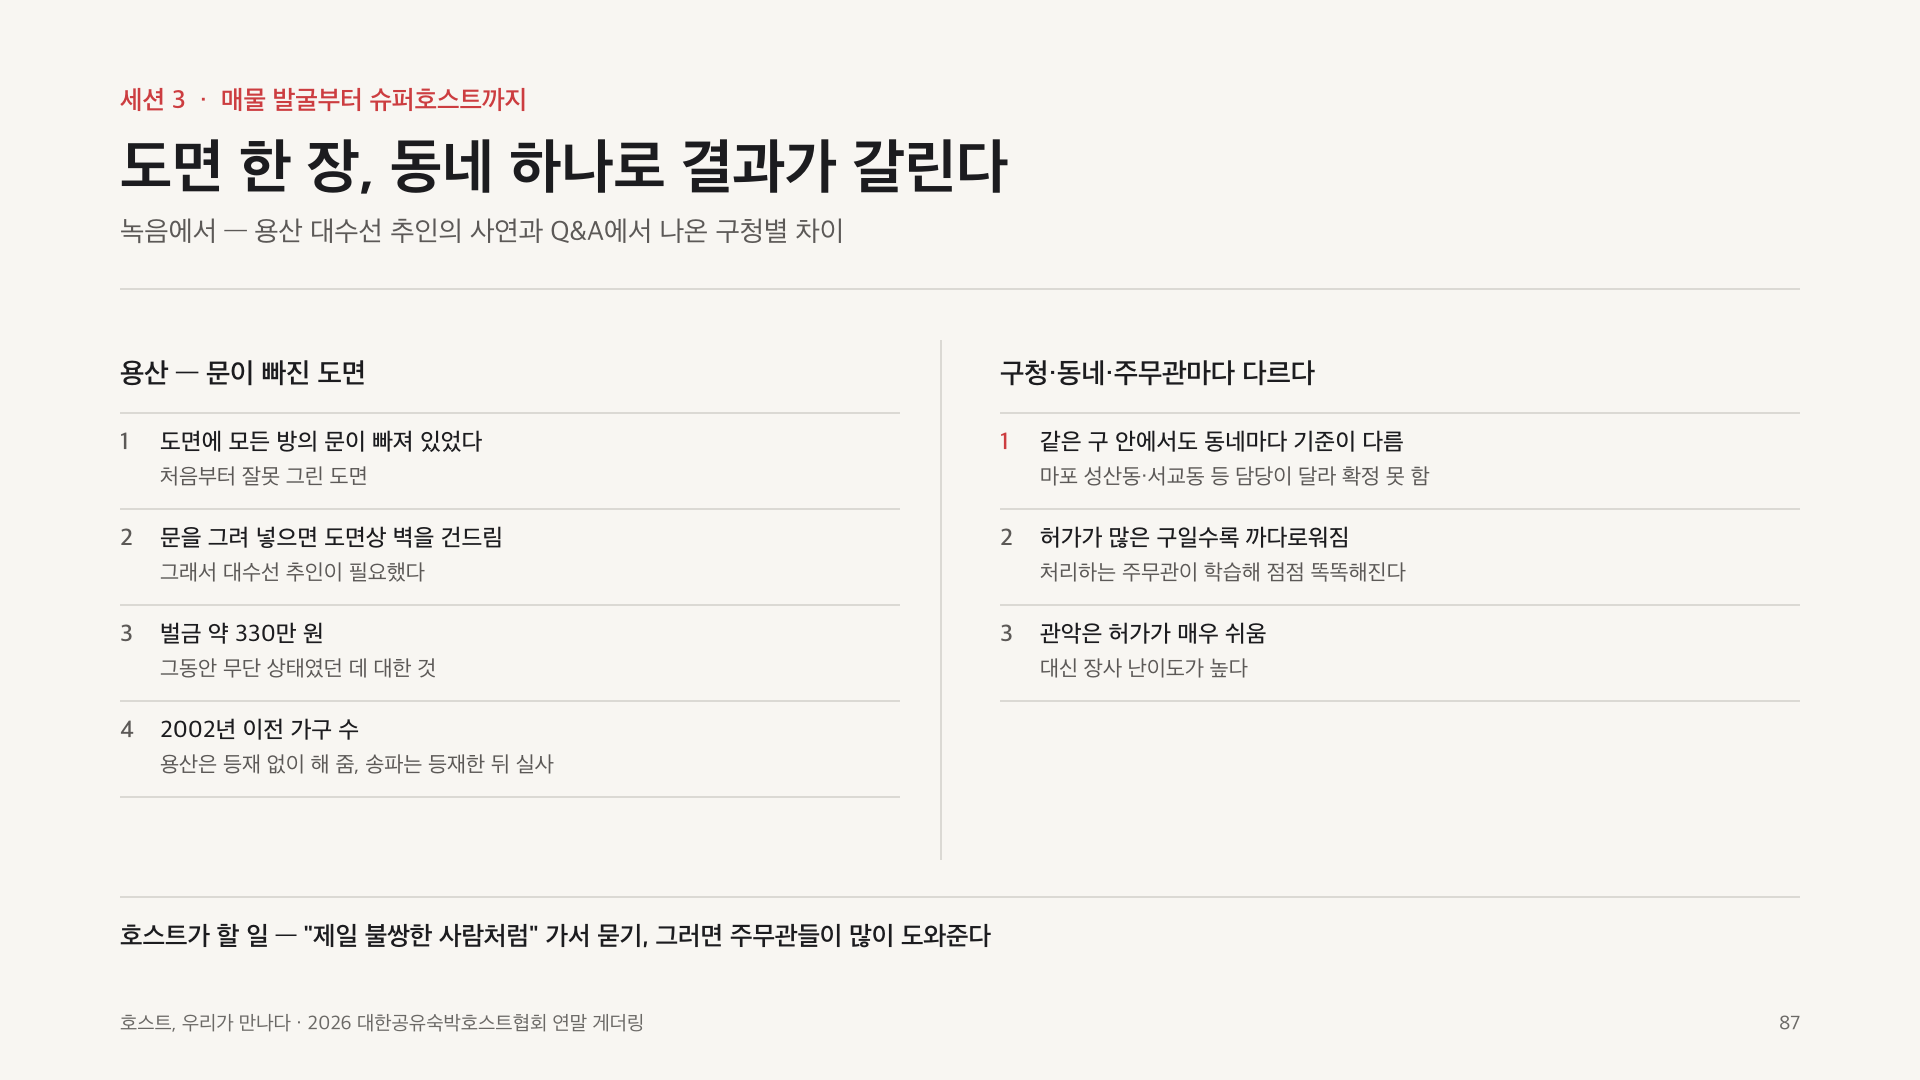 세션 3 · 매물 발굴부터 슈퍼호스트까지
도면 한 장, 동네 하나로 결과가 갈린다
녹음에서 — 용산 대수선 추인의 사연과 Q&A에서 나온 구청별 차이
용산 — 문이 빠진 도면
1 도면에 모든 방의 문이 빠져 있었다
처음부터 잘못 그린 도면
2 문을 그려 넣으면 도면상 벽을 건드림
그래서 대수선 추인이 필요했다
3 벌금 약 330만 원
그동안 무단 상태였던 데 대한 것
4 2002년 이전 가구 수
용산은 등재 없이 해 줌, 송파는 등재한 뒤 실사
구청·동네·주무관마다 다르다
1 같은 구 안에서도 동네마다 기준이 다름
마포 성산동·서교동 등 담당이 달라 확정 못 함
2 허가가 많은 구일수록 까다로워짐
처리하는 주무관이 학습해 점점 똑똑해진다
3 관악은 허가가 매우 쉬움
대신 장사 난이도가 높다
호스트가 할 일 — "제일 불쌍한 사람처럼" 가서 묻기, 그러면 주무관들이 많이 도와준다
호스트, 우리가 만나다 · 2026 대한공유숙박호스트협회 연말 게더링
87